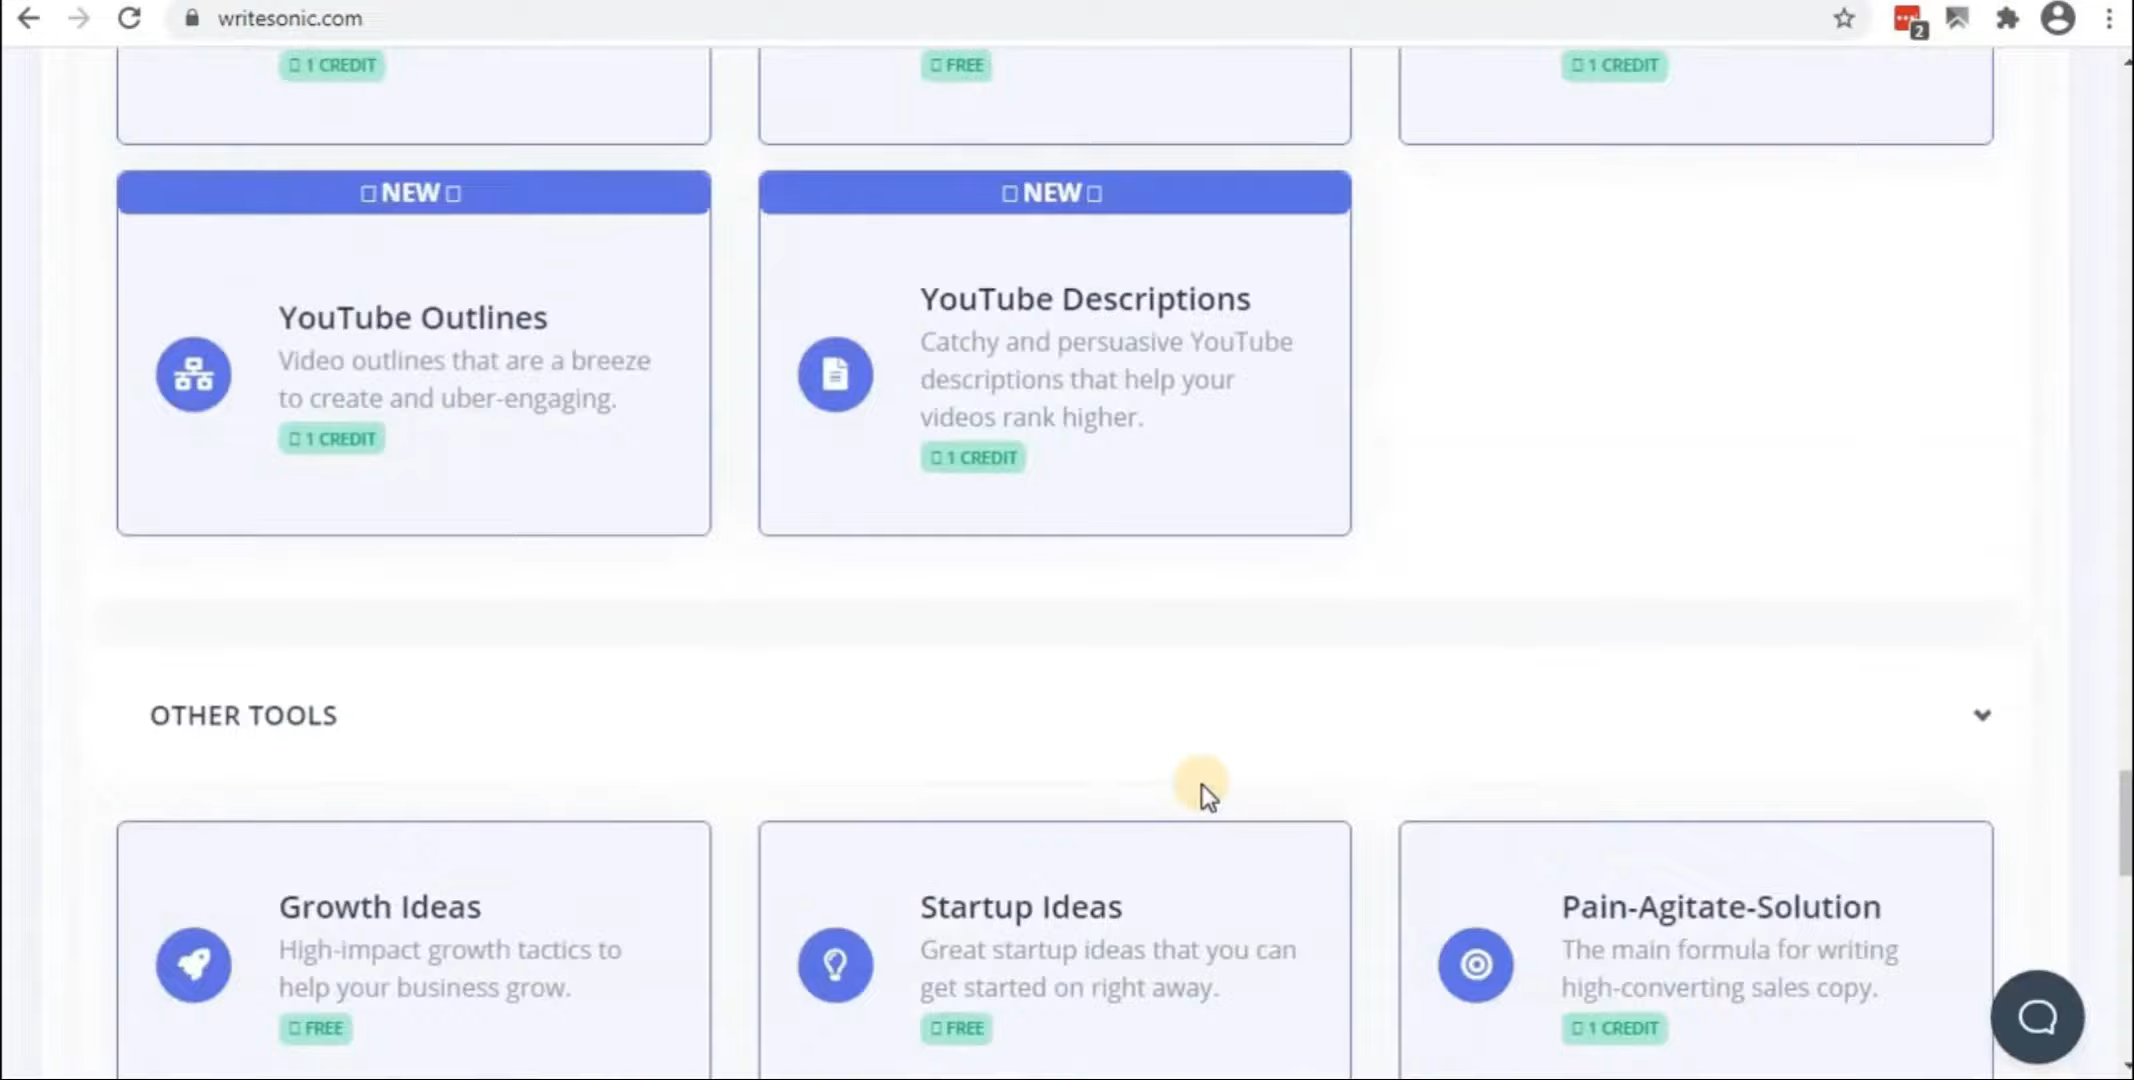 writesonic.com
2
1 CREDIT
FREE
1 CREDIT
NEW
NEW
YouTube Outlines
Video outlines that are a breeze
to create and uber-engaging.
1 CREDIT
YouTube Descriptions
Catchy and persuasive YouTube
descriptions that help your
videos rank higher.
1 CREDIT
OTHER TOOLS
Growth Ideas
High-impact growth tactics to
help your business grow.
FREE
Startup Ideas
Great startup ideas that you can
get started on right away.
FREE
Pain-Agitate-Solution
The main formula for writing
high-converting sales copy.
1 CREDIT